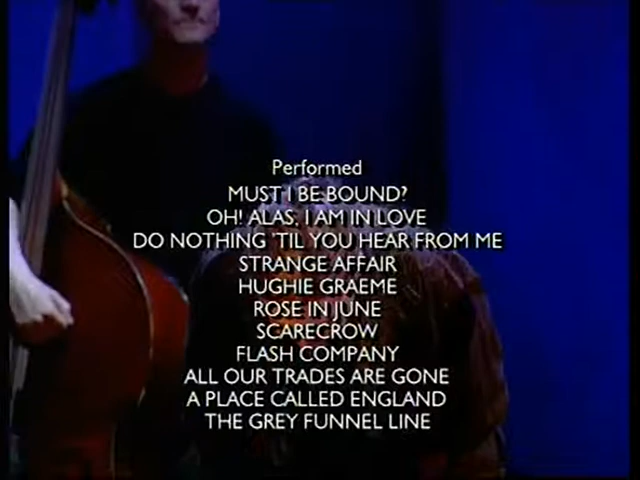 Performed
MUST I BE BOUND?
OH! ALAS, I AM IN LOVE
DO NOTHING 'TIL YOU HEAR FROM ME
STRANGE AFFAIR
HUGHIE GRAEME
ROSE IN JUNE
SCARECROW
FLASH COMPANY
ALL OUR TRADES ARE GONE
A PLACE CALLED ENGLAND
THE GREY FUNNEL LINE